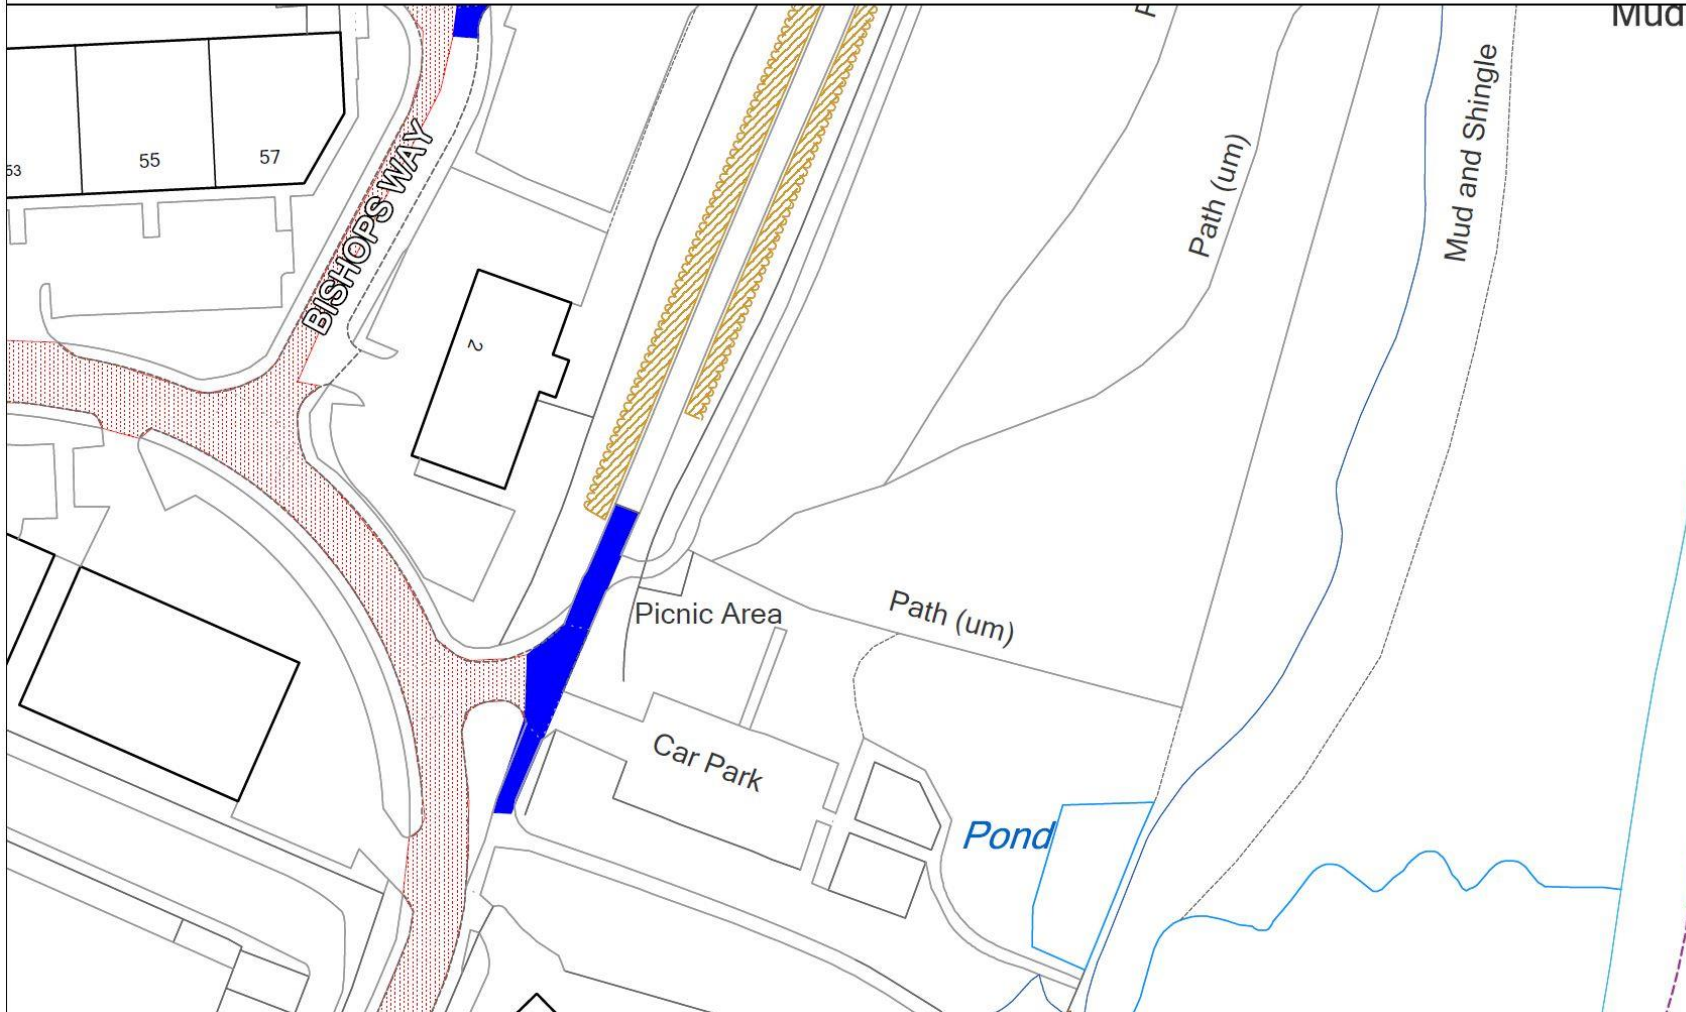 Mud
53
55
57
BISHOPS WAY
Path (um)
Mud and Shingle
2
Picnic Area
Path (um)
Car Park
Pond